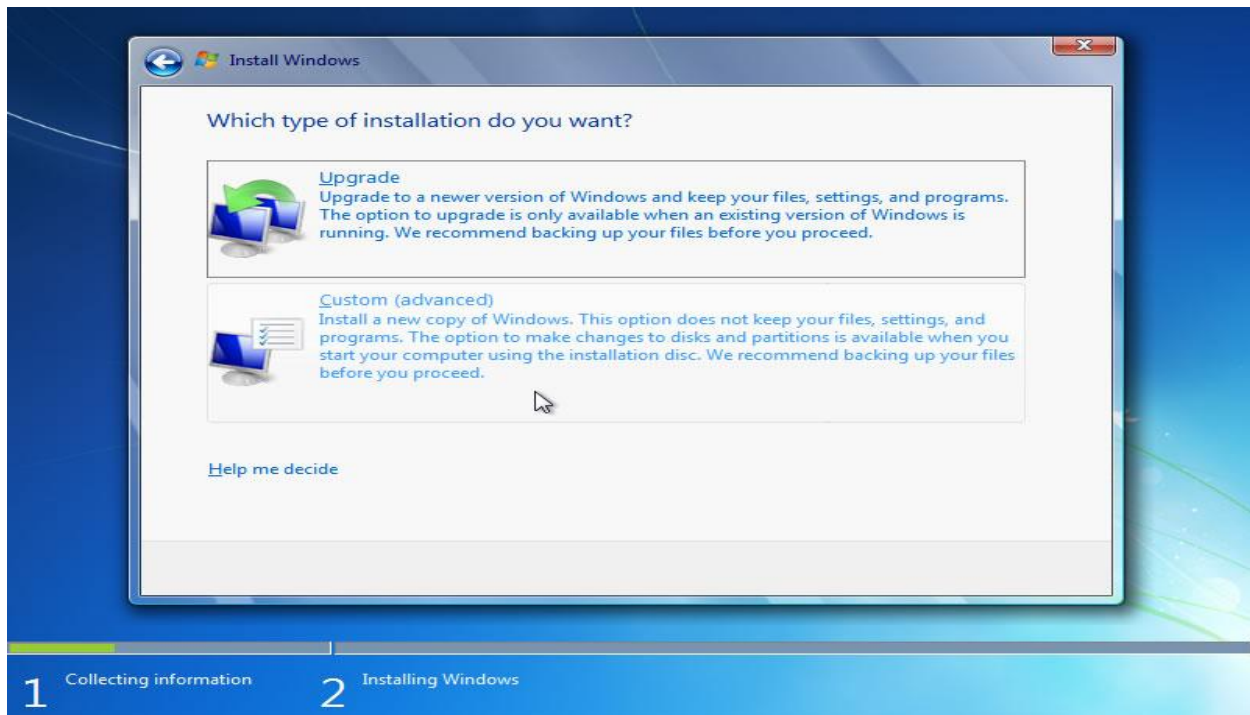 Install Windows
Which type of installation do you want?
Upgrade
Upgrade to a newer version of Windows and keep your files, settings, and programs.
The option to upgrade is only available when an existing version of Windows is
running. We recommend backing up your files before you proceed.
Custom (advanced)
Install a new copy of Windows. This option does not keep your files, settings, and
programs. The option to make changes to disks and partitions is available when you
start your computer using the installation disc. We recommend backing up your files
before you proceed.
Help me decide
1 Collecting information 2 Installing Windows